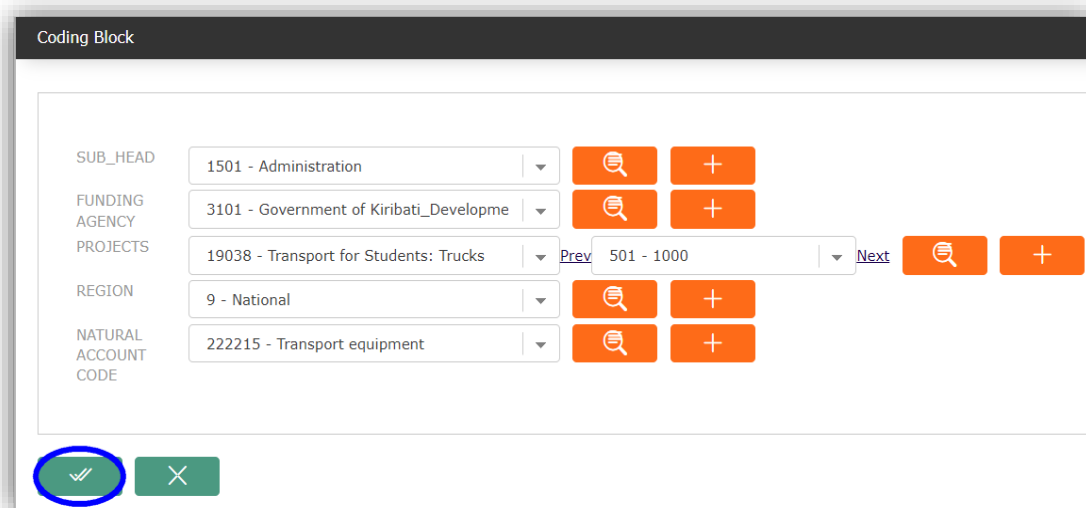 Coding Block
SUB_HEAD
1501 - Administration
FUNDING
AGENCY
3101 - Government of Kiribati_Developme
PROJECTS
19038 - Transport for Students: Trucks Prev 501 - 1000 Next
REGION
9 - National
NATURAL
ACCOUNT
CODE
222215 - Transport equipment